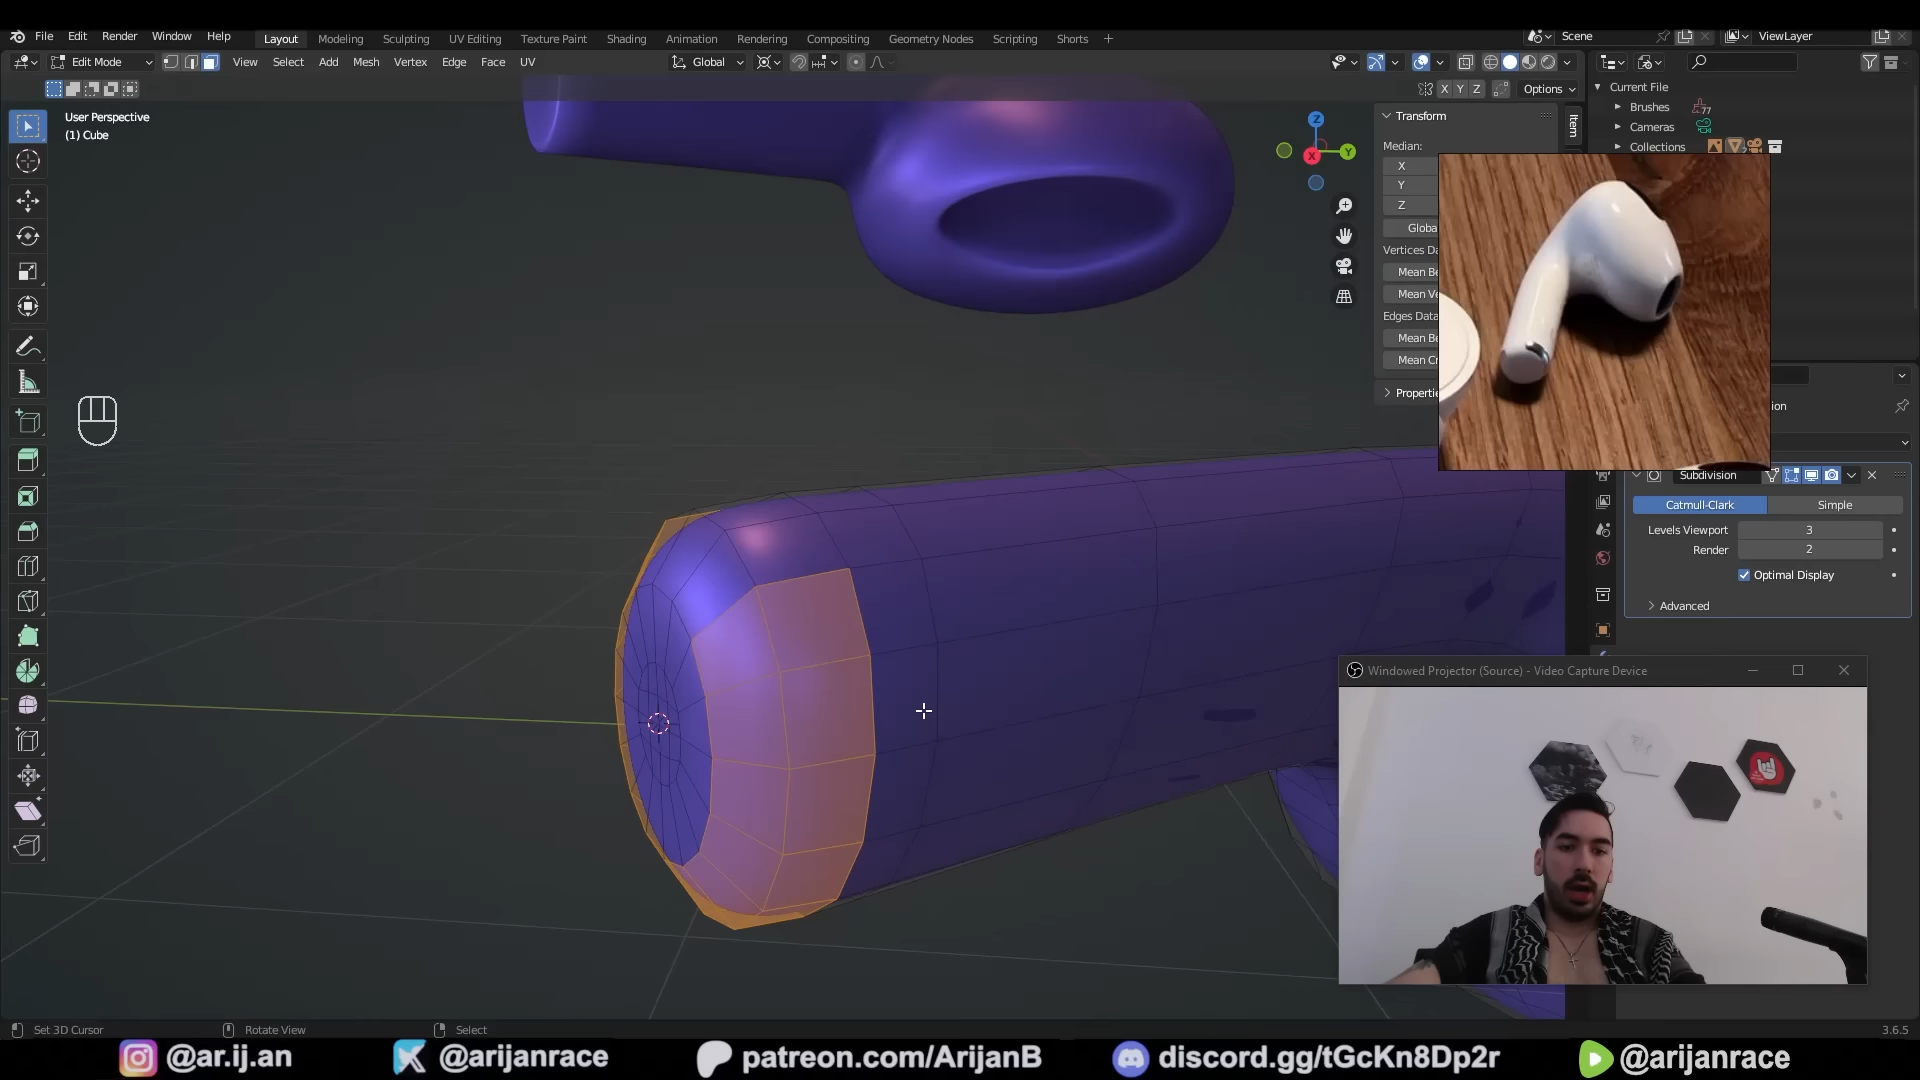 File Edit Render Window Help
Layout Modeling Sculpting UV Editing Texture Paint Shading Animation Rendering Compositing Geometry Nodes Scripting Shorts +
Scene
ViewLayer
Edit Mode
View Select Add Mesh Vertex Edge Face UV
Global
X Y Z
Options
User Perspective
(1) Cube
Z
Y
X
Transform
Item
Median:
X
Y
Z
Globa
Vertices Da
Mean Be
Mean Ve
Edges Data
Mean Be
Mean Cr
Propertie
Current File
Brushes
77
Cameras
Collections
ion
Subdivision
Catmull-Clark Simple
Levels Viewport 3
Render 2
Optimal Display
Advanced
Windowed Projector (Source) - Video Capture Device
Set 3D Cursor
Rotate View
Select
3.6.5
@ar.ij.an
@arijanrace
patreon.com/ArijanB
discord.gg/tGcKn8Dp2r
@arijanrace